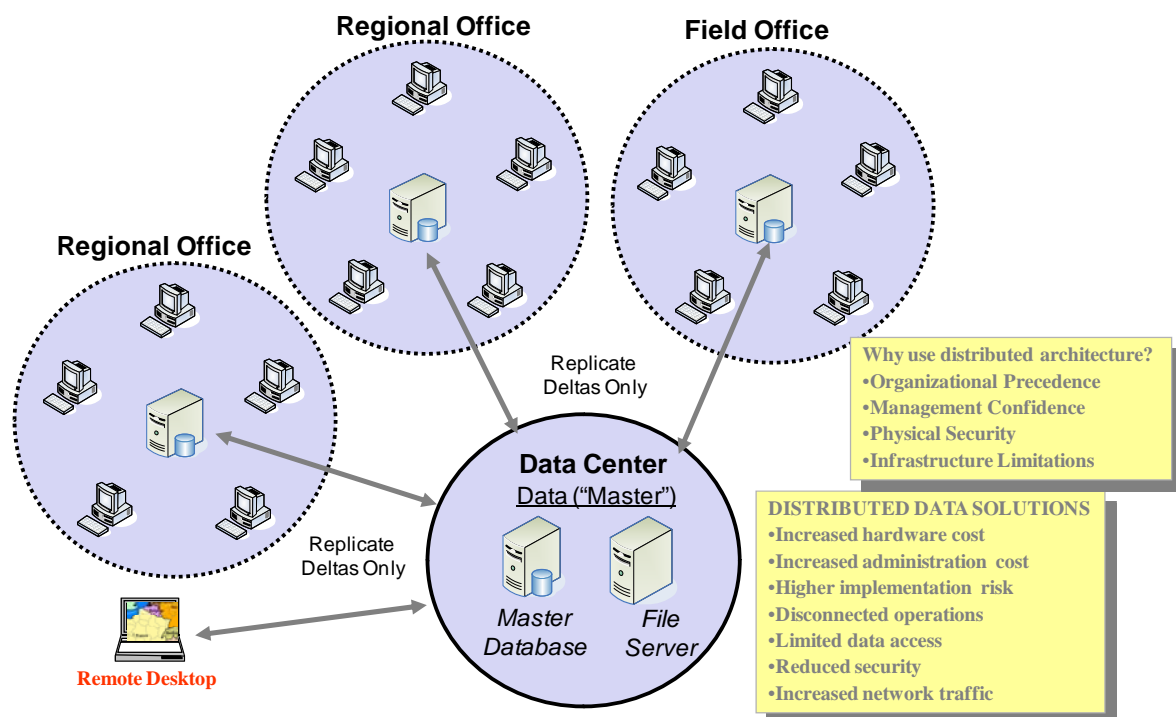 Regional Office
Field Office
Regional Office
Replicate
Deltas Only
Why use distributed architecture?
•Organizational Precedence
•Management Confidence
•Physical Security
•Infrastructure Limitations
Data Center
Data (“Master”)
Master
Database
File
Server
Replicate
Deltas Only
DISTRIBUTED DATA SOLUTIONS
•Increased hardware cost
•Increased administration cost
•Higher implementation risk
•Disconnected operations
•Limited data access
•Reduced security
•Increased network traffic
Remote Desktop